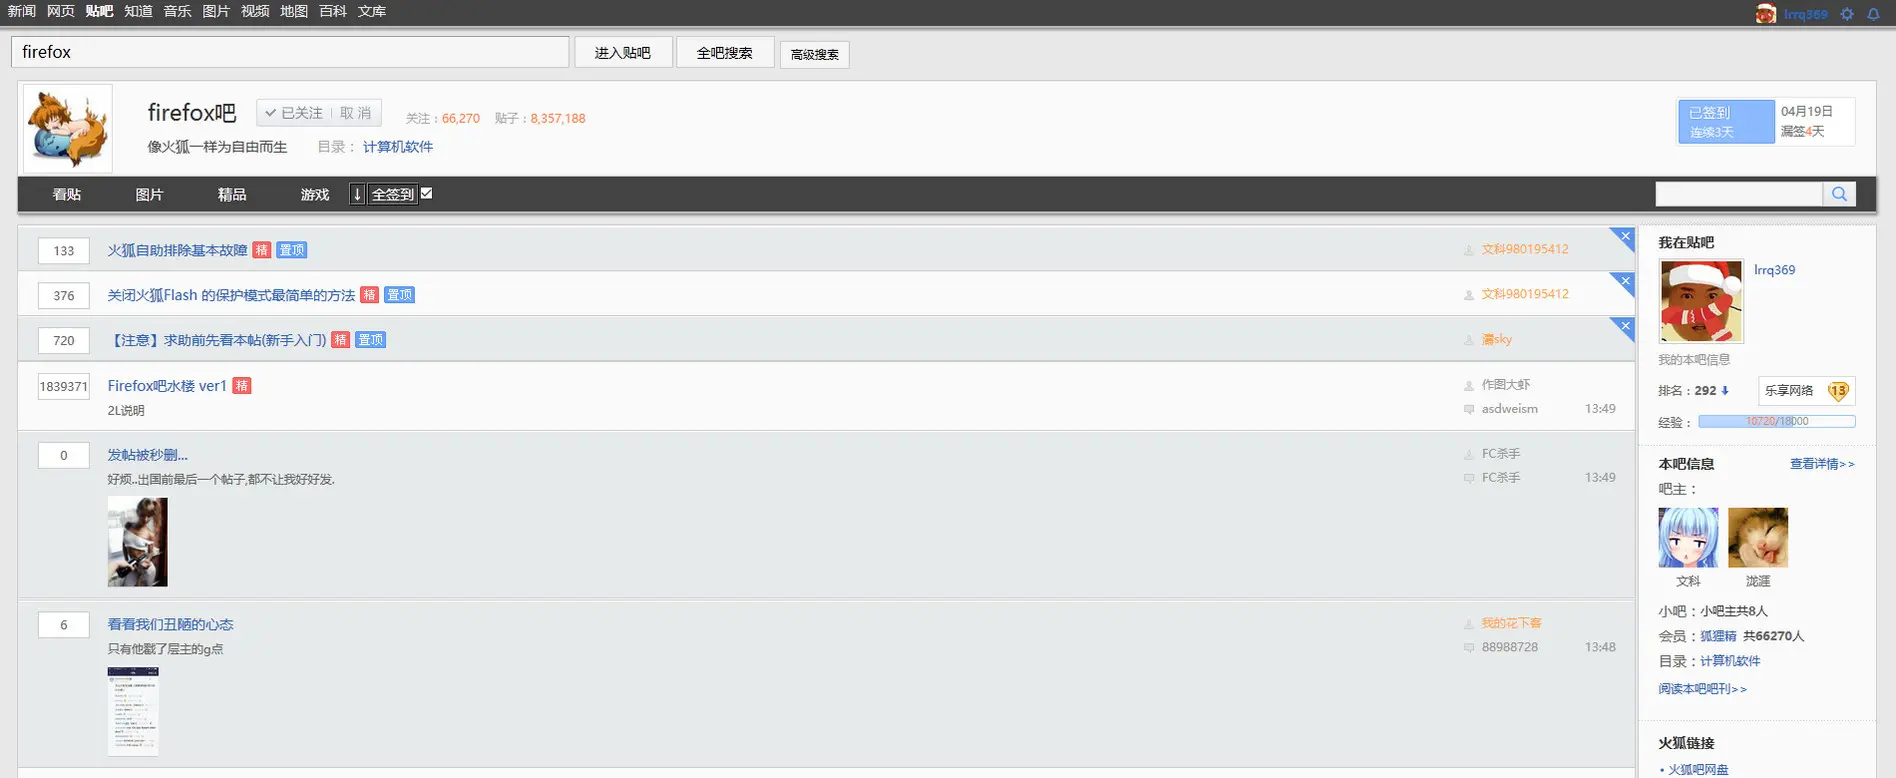 新闻 网页 贴吧 知道 音乐 图片 视频 地图 百科 文库
lrrq369
firefox 进入贴吧 全吧搜索 高级搜索
firefox吧 已关注 取消 关注：66,270 贴子：8,357,188
像火狐一样为自由而生 目录： 计算机软件
已签到 04月19日
连续3天 漏签4天
看贴 图片 精品 游戏 ↓ 全签到
133 火狐自助排除基本故障 精 置顶 文科980195412
376 关闭火狐Flash 的保护模式最简单的方法 精 置顶 文科980195412
720 【注意】求助前先看本帖(新手入门) 精 置顶 sky
1839371 Firefox吧水楼 ver1 精 作图大虾
2L说明 asdweism 13:49
0 发帖被秒删... FC杀手
好烦..出国前最后一个帖子,都不让我好好发. FC杀手 13:49
6 看看我们丑陋的心态 我的花下客
只有他戳了层主的g点 88988728 13:48
我在贴吧
lrrq369
我的本吧信息
排名：292 乐享网络 13
经验： 10720/18000
本吧信息 查看详情>>
吧主：
文科 泷涯
小吧：小吧主共8人
会员：狐狸精 共66270人
目录：计算机软件
阅读本吧吧刊>>
火狐链接
• 火狐吧网盘